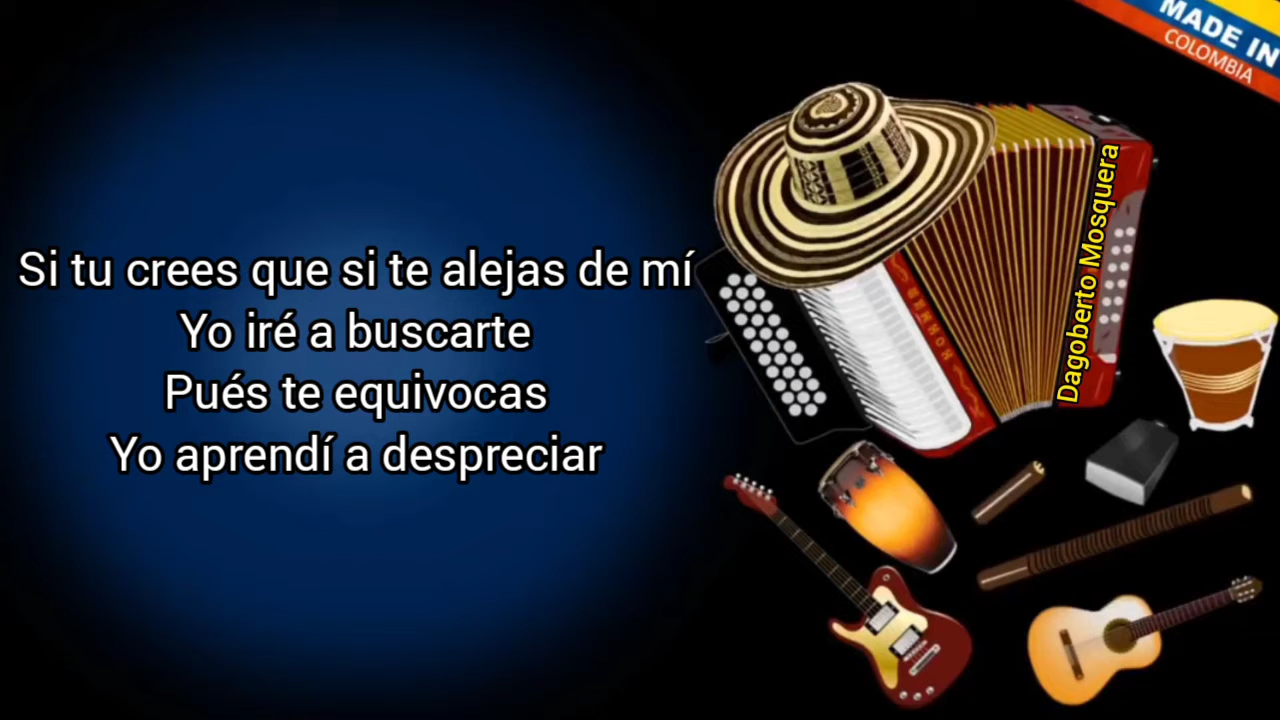 MADE IN
COLOMBIA
Si tu crees que si te alejas de mí
Yo iré a buscarte
Pués te equivocas
Yo aprendí a despreciar
Dagoberto Mosquera
HOHNER